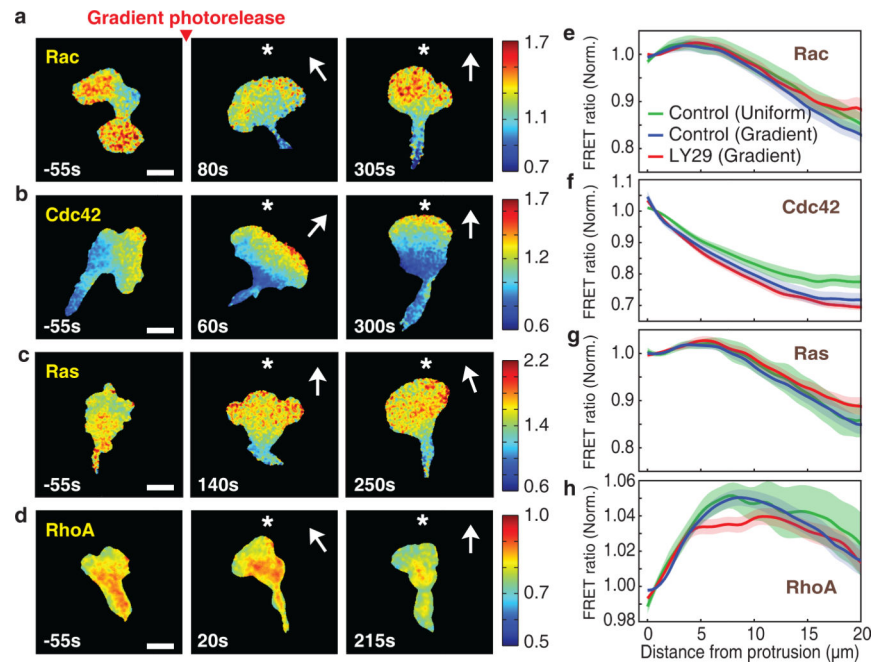 Gradient photorelease
a
Rac
-55s
*
80s
*
305s
1.7
1.1
0.7
b
Cdc42
-55s
*
60s
*
300s
1.7
1.2
0.6
c
Ras
-55s
*
140s
*
250s
2.2
1.6
0.6
d
RhoA
-55s
*
20s
*
215s
1.0
0.7
0.5
e
Rac
FRET ratio (Norm.)
1.0
0.9
0.8
Control (Uniform)
Control (Gradient)
LY29 (Gradient)
f
Cdc42
FRET ratio (Norm.)
1.1
1.0
0.9
0.8
0.7
g
Ras
FRET ratio (Norm.)
1.0
0.9
0.8
h
RhoA
FRET ratio (Norm.)
1.06
1.04
1.02
1.00
0.98
0 5 10 15 20
Distance from protrusion (µm)